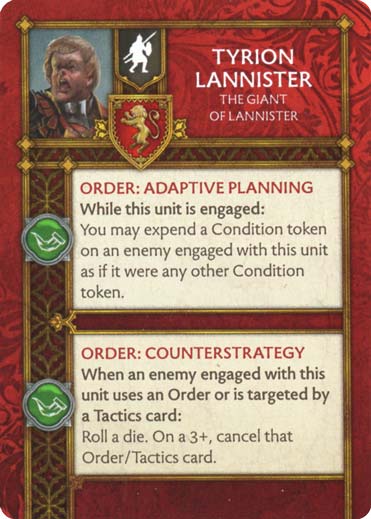 TYRION
LANNISTER
THE GIANT
OF LANNISTER
ORDER: ADAPTIVE PLANNING
While this unit is engaged:
You may expend a Condition token
on an enemy engaged with this unit
as if it were any other Condition
token.
ORDER: COUNTERSTRATEGY
When an enemy engaged with this
unit uses an Order or is targeted by
a Tactics card:
Roll a die. On a 3+, cancel that
Order/Tactics card.